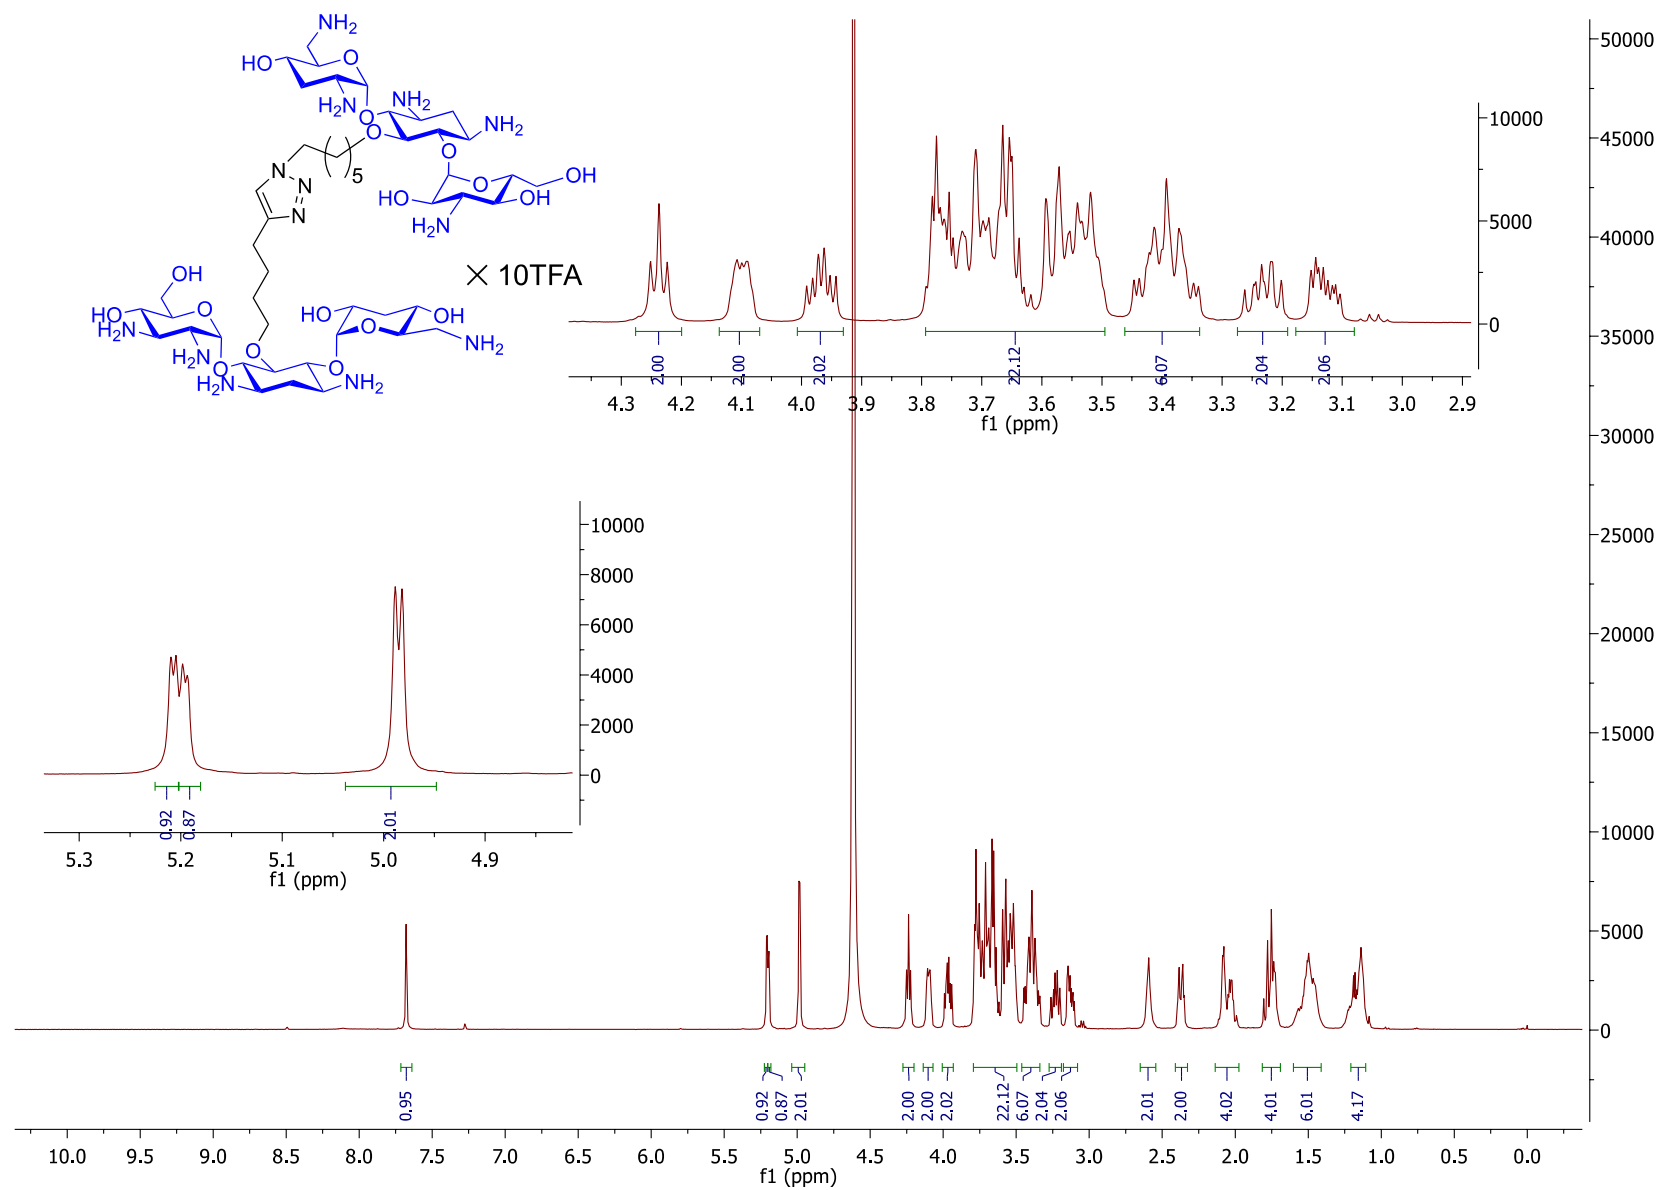 NH2
HO
O
H2N
O
NH2
NH2
O
O
5
N
N
N
O
OH
HO
OH
H2N
× 10TFA
OH
HO
O
H2N
NH2
O
O
H2N
HO
OH
O
O
NH2
NH2
50000
45000
40000
35000
30000
25000
20000
15000
10000
5000
0
10000
5000
0
2.00
2.00
2.02
22.12
6.07
2.04
2.06
4.3 4.2 4.1 4.0 3.9 3.8 3.7 3.6 3.5 3.4 3.3 3.2 3.1 3.0 2.9
f1 (ppm)
10000
8000
6000
4000
2000
0
0.92
0.87
2.01
5.3 5.2 5.1 5.0 4.9
f1 (ppm)
0.95
0.92
0.87
2.01
2.00
2.00
2.02
22.12
6.07
2.04
2.06
2.01
2.00
4.02
4.01
6.01
4.17
10.0 9.5 9.0 8.5 8.0 7.5 7.0 6.5 6.0 5.5 5.0 4.5 4.0 3.5 3.0 2.5 2.0 1.5 1.0 0.5 0.0
f1 (ppm)